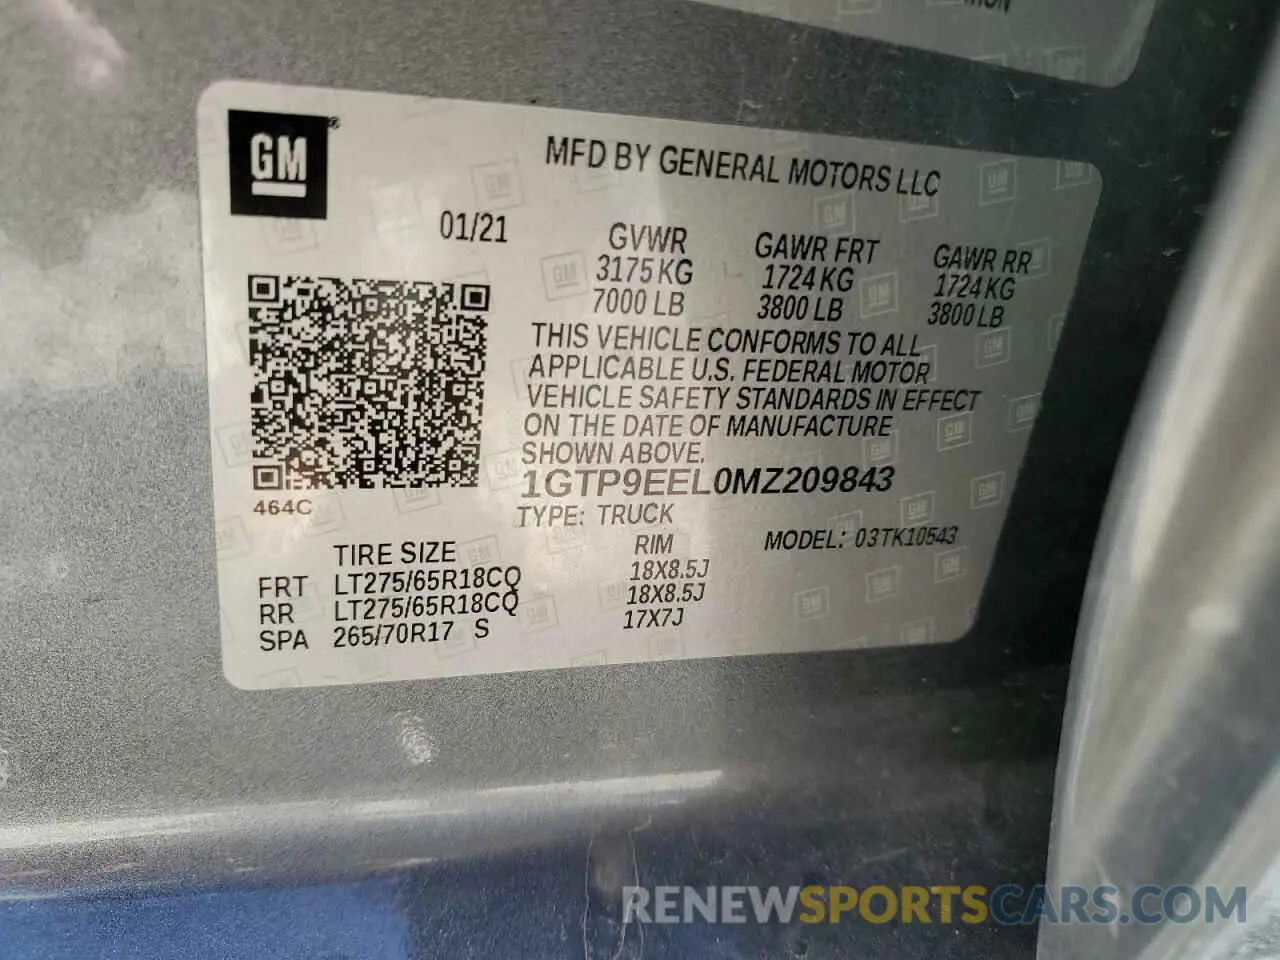 GM®
MFD BY GENERAL MOTORS LLC
01/21
GVWR GAWR FRT GAWR RR
3175 KG 1724 KG 1724 KG
7000 LB 3800 LB 3800 LB
THIS VEHICLE CONFORMS TO ALL
APPLICABLE U.S. FEDERAL MOTOR
VEHICLE SAFETY STANDARDS IN EFFECT
ON THE DATE OF MANUFACTURE
SHOWN ABOVE.
1GTP9EEL0MZ209843
464C
TYPE: TRUCK
MODEL: 03TK10543
TIRE SIZE RIM
FRT LT275/65R18CQ 18X8.5J
RR LT275/65R18CQ 18X8.5J
SPA 265/70R17 S 17X7J
RENEWSPORTSCARS.COM